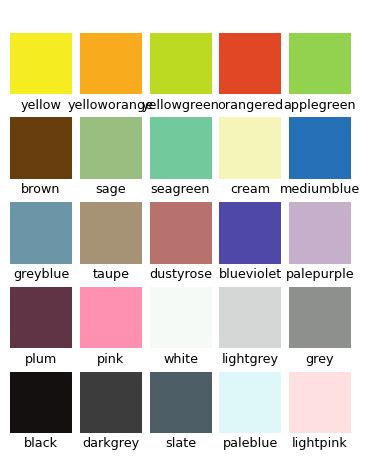 yellow yelloworange yellowgreen orangered applegreen
brown sage seagreen cream mediumblue
greyblue taupe dustyrose blueviolet palepurple
plum pink white lightgrey grey
black darkgrey slate paleblue lightpink